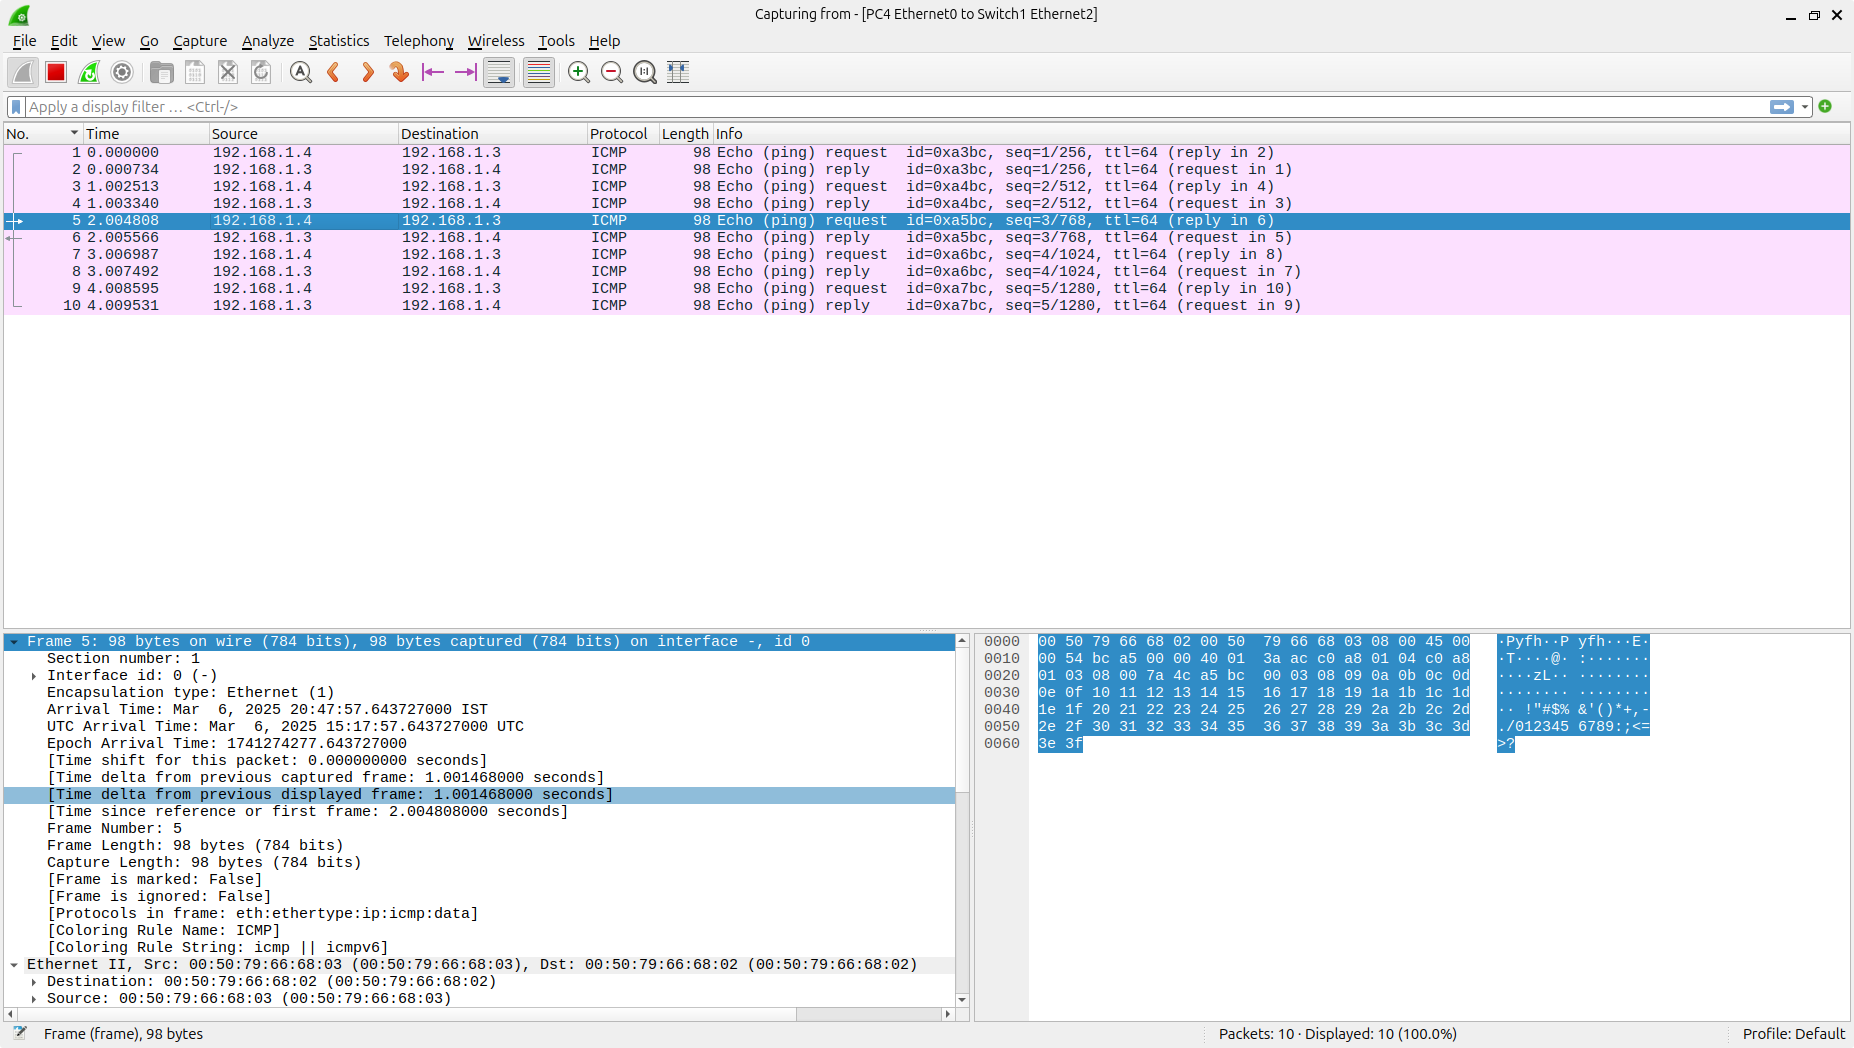 Capturing from - [PC4 Ethernet0 to Switch1 Ethernet2]
File Edit View Go Capture Analyze Statistics Telephony Wireless Tools Help
Apply a display filter … <Ctrl-/>
No. Time Source Destination Protocol Length Info
1 0.000000 192.168.1.4 192.168.1.3 ICMP 98 Echo (ping) request id=0xa3bc, seq=1/256, ttl=64 (reply in 2)
2 0.000734 192.168.1.3 192.168.1.4 ICMP 98 Echo (ping) reply id=0xa3bc, seq=1/256, ttl=64 (request in 1)
3 1.002513 192.168.1.4 192.168.1.3 ICMP 98 Echo (ping) request id=0xa4bc, seq=2/512, ttl=64 (reply in 4)
4 1.003340 192.168.1.3 192.168.1.4 ICMP 98 Echo (ping) reply id=0xa4bc, seq=2/512, ttl=64 (request in 3)
5 2.004808 192.168.1.4 192.168.1.3 ICMP 98 Echo (ping) request id=0xa5bc, seq=3/768, ttl=64 (reply in 6)
6 2.005566 192.168.1.3 192.168.1.4 ICMP 98 Echo (ping) reply id=0xa5bc, seq=3/768, ttl=64 (request in 5)
7 3.006987 192.168.1.4 192.168.1.3 ICMP 98 Echo (ping) request id=0xa6bc, seq=4/1024, ttl=64 (reply in 8)
8 3.007492 192.168.1.3 192.168.1.4 ICMP 98 Echo (ping) reply id=0xa6bc, seq=4/1024, ttl=64 (request in 7)
9 4.008595 192.168.1.4 192.168.1.3 ICMP 98 Echo (ping) request id=0xa7bc, seq=5/1280, ttl=64 (reply in 10)
10 4.009531 192.168.1.3 192.168.1.4 ICMP 98 Echo (ping) reply id=0xa7bc, seq=5/1280, ttl=64 (request in 9)
Frame 5: 98 bytes on wire (784 bits), 98 bytes captured (784 bits) on interface -, id 0
Section number: 1
Interface id: 0 (-)
Encapsulation type: Ethernet (1)
Arrival Time: Mar  6, 2025 20:47:57.643727000 IST
UTC Arrival Time: Mar  6, 2025 15:17:57.643727000 UTC
Epoch Arrival Time: 1741274277.643727000
[Time shift for this packet: 0.000000000 seconds]
[Time delta from previous captured frame: 1.001468000 seconds]
[Time delta from previous displayed frame: 1.001468000 seconds]
[Time since reference or first frame: 2.004808000 seconds]
Frame Number: 5
Frame Length: 98 bytes (784 bits)
Capture Length: 98 bytes (784 bits)
[Frame is marked: False]
[Frame is ignored: False]
[Protocols in frame: eth:ethertype:ip:icmp:data]
[Coloring Rule Name: ICMP]
[Coloring Rule String: icmp || icmpv6]
Ethernet II, Src: 00:50:79:66:68:03 (00:50:79:66:68:03), Dst: 00:50:79:66:68:02 (00:50:79:66:68:02)
Destination: 00:50:79:66:68:02 (00:50:79:66:68:02)
Source: 00:50:79:66:68:03 (00:50:79:66:68:03)
0000 00 50 79 66 68 02 00 50 79 66 68 03 08 00 45 00 ·Pyfh··P yfh···E·
0010 00 54 bc a5 00 00 40 01 3a ac c0 a8 01 04 c0 a8 ·T····@· :·······
0020 01 03 08 00 7a 4c a5 bc 00 03 08 09 0a 0b 0c 0d ····zL·· ········
0030 0e 0f 10 11 12 13 14 15 16 17 18 19 1a 1b 1c 1d ········ ········
0040 1e 1f 20 21 22 23 24 25 26 27 28 29 2a 2b 2c 2d ·· !"#$% &'()*+,-
0050 2e 2f 30 31 32 33 34 35 36 37 38 39 3a 3b 3c 3d ./012345 6789:;<=
0060 3e 3f >?
Frame (frame), 98 bytes
Packets: 10 · Displayed: 10 (100.0%)
Profile: Default